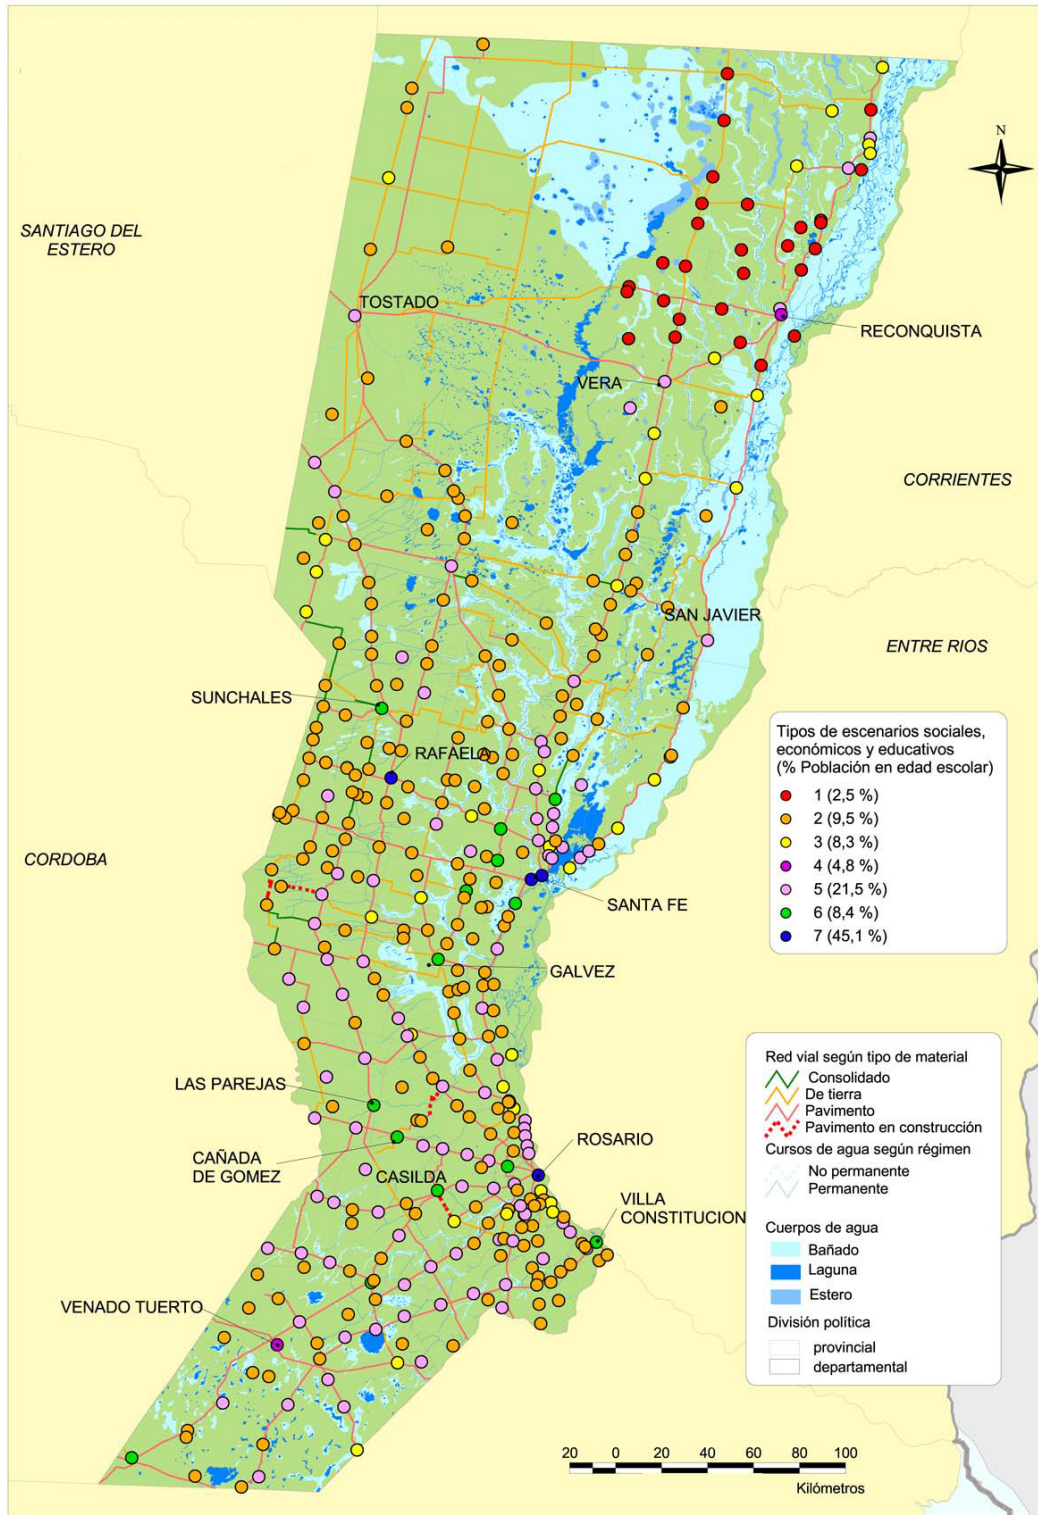 N
SANTIAGO DEL
ESTERO
TOSTADO
RECONQUISTA
VERA
CORRIENTES
SAN JAVIER
ENTRE RIOS
SUNCHALES
RAFAELA
Tipos de escenarios sociales,
económicos y educativos
(% Población en edad escolar)
1 (2,5 %)
2 (9,5 %)
3 (8,3 %)
4 (4,8 %)
5 (21,5 %)
6 (8,4 %)
7 (45,1 %)
CORDOBA
SANTA FE
GALVEZ
LAS PAREJAS
CAÑADA
DE GOMEZ
CASILDA
ROSARIO
VILLA
CONSTITUCION
VENADO TUERTO
Red vial según tipo de material
Consolidado
De tierra
Pavimento
Pavimento en construcción
Cursos de agua según régimen
No permanente
Permanente
Cuerpos de agua
Bañado
Laguna
Estero
División política
provincial
departamental
20 0 20 40 60 80 100
Kilómetros